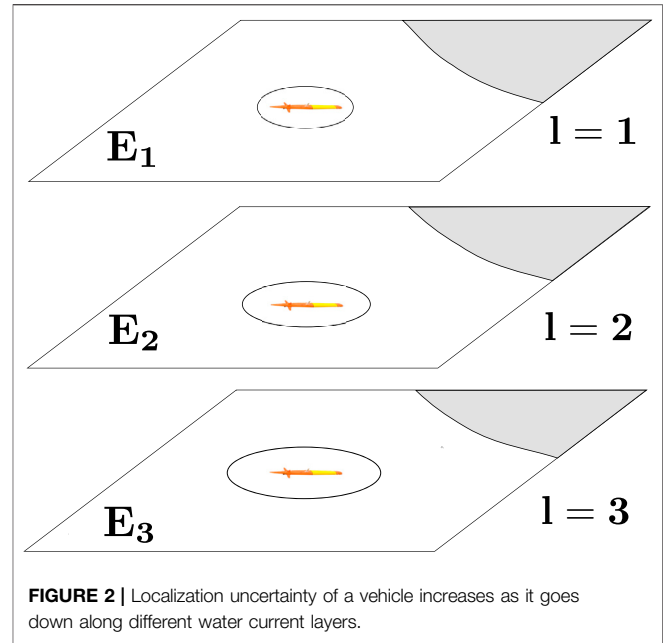 E₁
l = 1
E₂
l = 2
E₃
l = 3
FIGURE 2 | Localization uncertainty of a vehicle increases as it goes
down along different water current layers.